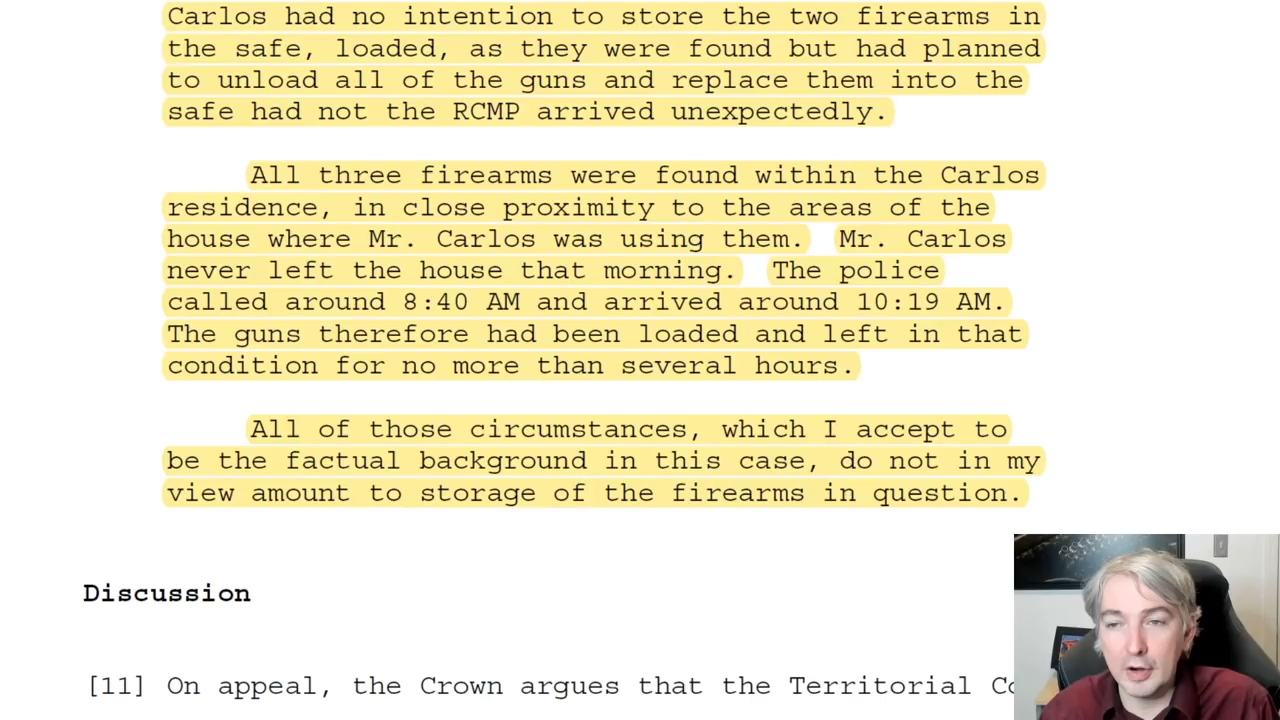 Carlos had no intention to store the two firearms in
the safe, loaded, as they were found but had planned
to unload all of the guns and replace them into the
safe had not the RCMP arrived unexpectedly.
All three firearms were found within the Carlos
residence, in close proximity to the areas of the
house where Mr. Carlos was using them. Mr. Carlos
never left the house that morning. The police
called around 8:40 AM and arrived around 10:19 AM.
The guns therefore had been loaded and left in that
condition for no more than several hours.
All of those circumstances, which I accept to
be the factual background in this case, do not in my
view amount to storage of the firearms in question.
Discussion
[11] On appeal, the Crown argues that the Territorial